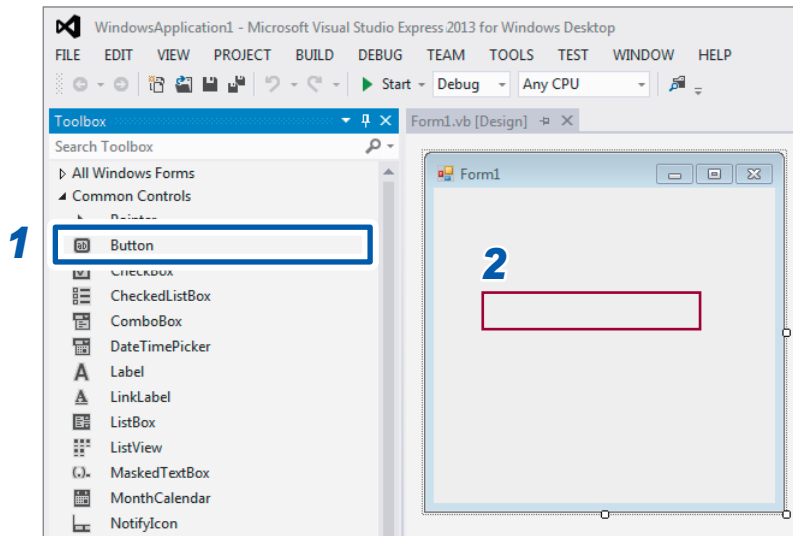 WindowsApplication1 - Microsoft Visual Studio Express 2013 for Windows Desktop
FILE EDIT VIEW PROJECT BUILD DEBUG TEAM TOOLS TEST WINDOW HELP
Start Debug Any CPU
Toolbox
Form1.vb [Design]
Search Toolbox
All Windows Forms
Form1
Common Controls
Pointer
1
Button
2
CheckBox
CheckedListBox
ComboBox
DateTimePicker
A Label
A LinkLabel
ListBox
ListView
(.). MaskedTextBox
MonthCalendar
NotifyIcon